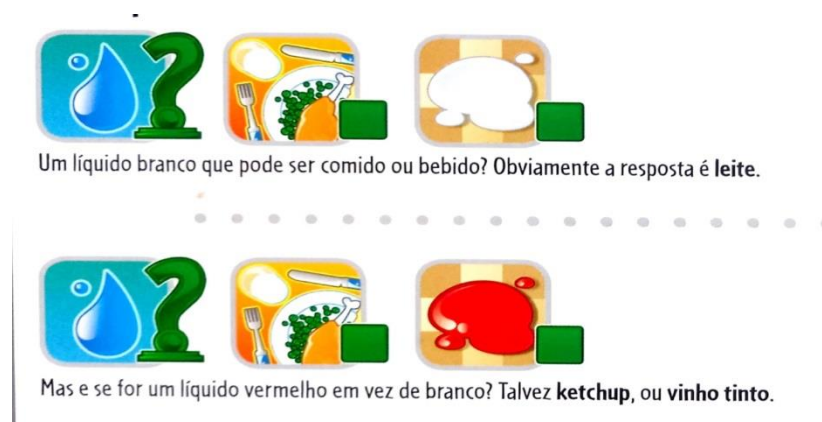 Um líquido branco que pode ser comido ou bebido? Obviamente a resposta é leite.
Mas e se for um líquido vermelho em vez de branco? Talvez ketchup, ou vinho tinto.